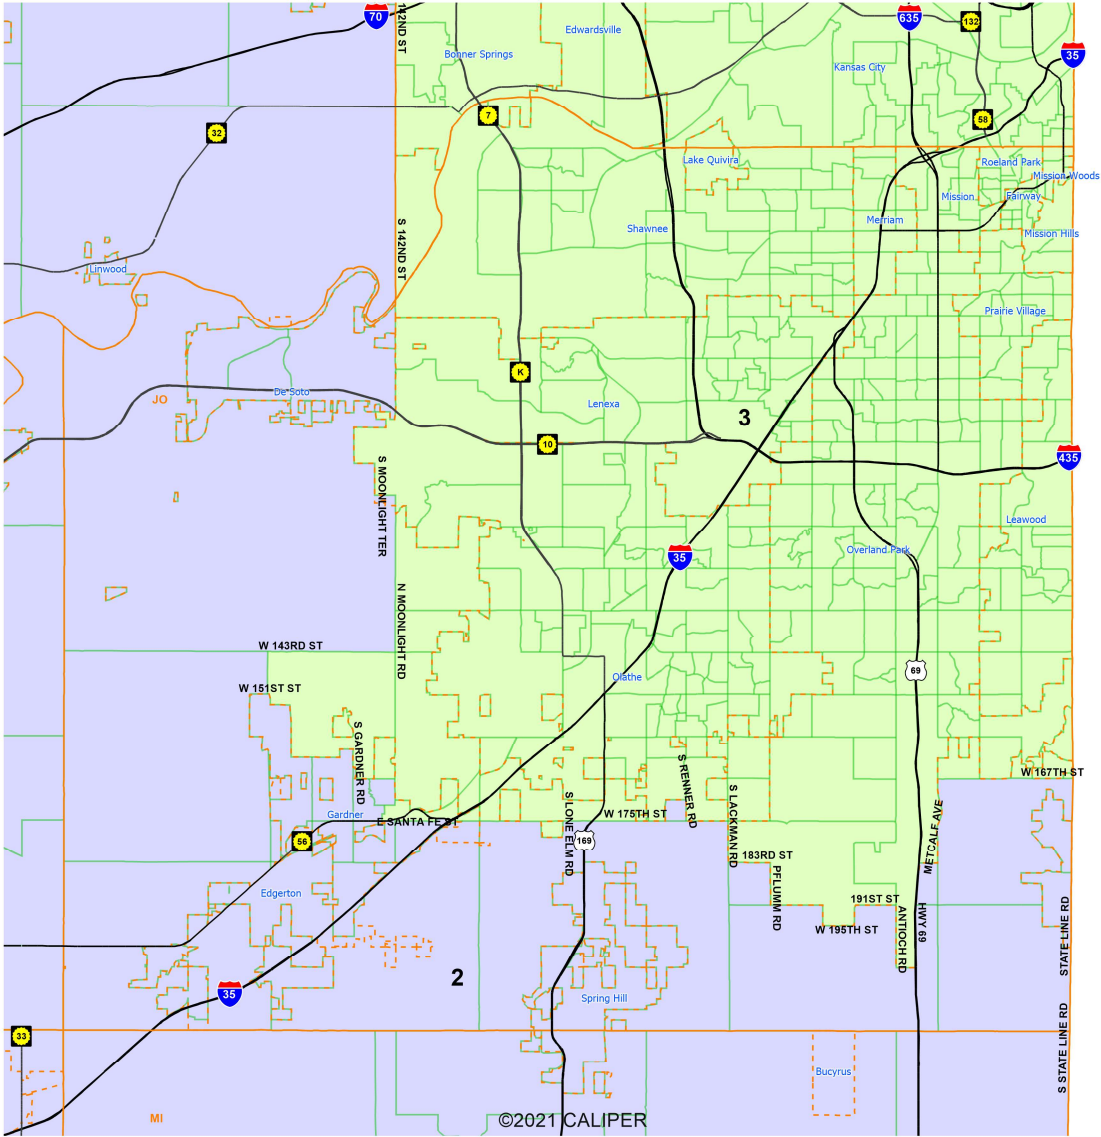 70
142ND ST
Edwardsville
635
132
35
Bonner Springs
Kansas City
7
58
32
Lake Quivira
Roeland Park
Mission Woods
Mission
Fairway
S 142ND ST
Shawnee
Merriam
Mission Hills
Linwood
Prairie Village
K
De Soto
JO
Lenexa
3
10
435
S MOONLIGHT TER
Leawood
35
Overland Park
N MOONLIGHT RD
W 143RD ST
69
Olathe
W 151ST ST
S GARDNER RD
S RENNER RD
W 167TH ST
S LACKMAN RD
Gardner
E SANTA FE ST
S LONE ELM RD
W 175TH ST
METCALF AVE
56
169
183RD ST
Edgerton
PFLUMM RD
191ST ST
ANTIOCH RD
HWY 69
STATE LINE RD
W 195TH ST
2
35
Spring Hill
33
S STATE LINE RD
Bucyrus
MI
©2021 CALIPER